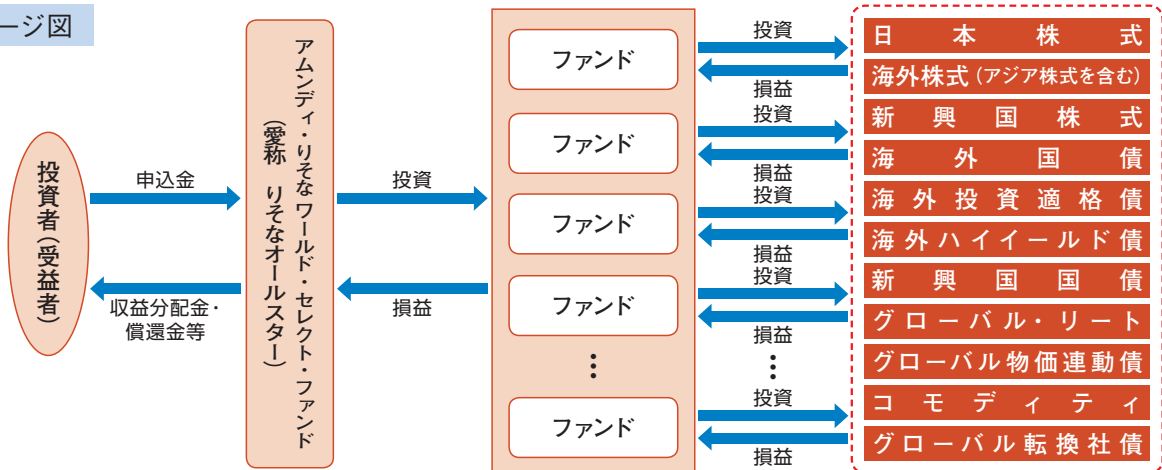 ージ図
投資者(受益者)
申込金
収益分配金・
償還金等
アムンディ・りそなワールド・セレクト・ファンド
(愛称 りそなオールスター)
投資
損益
ファンド
ファンド
ファンド
ファンド
⋮
ファンド
投資
損益
投資
損益
投資
損益
投資
損益
⋮
投資
損益
日本株式
海外株式(アジア株式を含む)
新興国株式
海外国債
海外投資適格債
海外ハイイールド債
新興国国債
グローバル・リート
グローバル物価連動債
コモディティ
グローバル転換社債